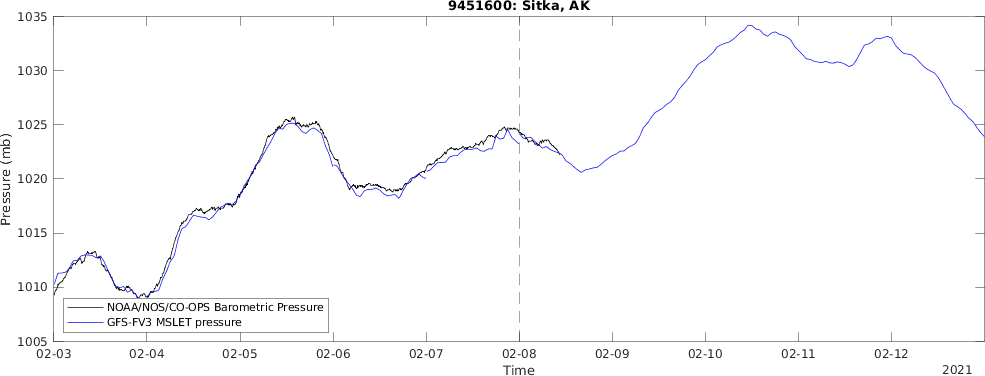 9451600: Sitka, AK
Pressure (mb)
1035
1030
1025
1020
1015
1010
1005
NOAA/NOS/CO-OPS Barometric Pressure
GFS-FV3 MSLET pressure
02-03 02-04 02-05 02-06 02-07 02-08 02-09 02-10 02-11 02-12
Time
2021